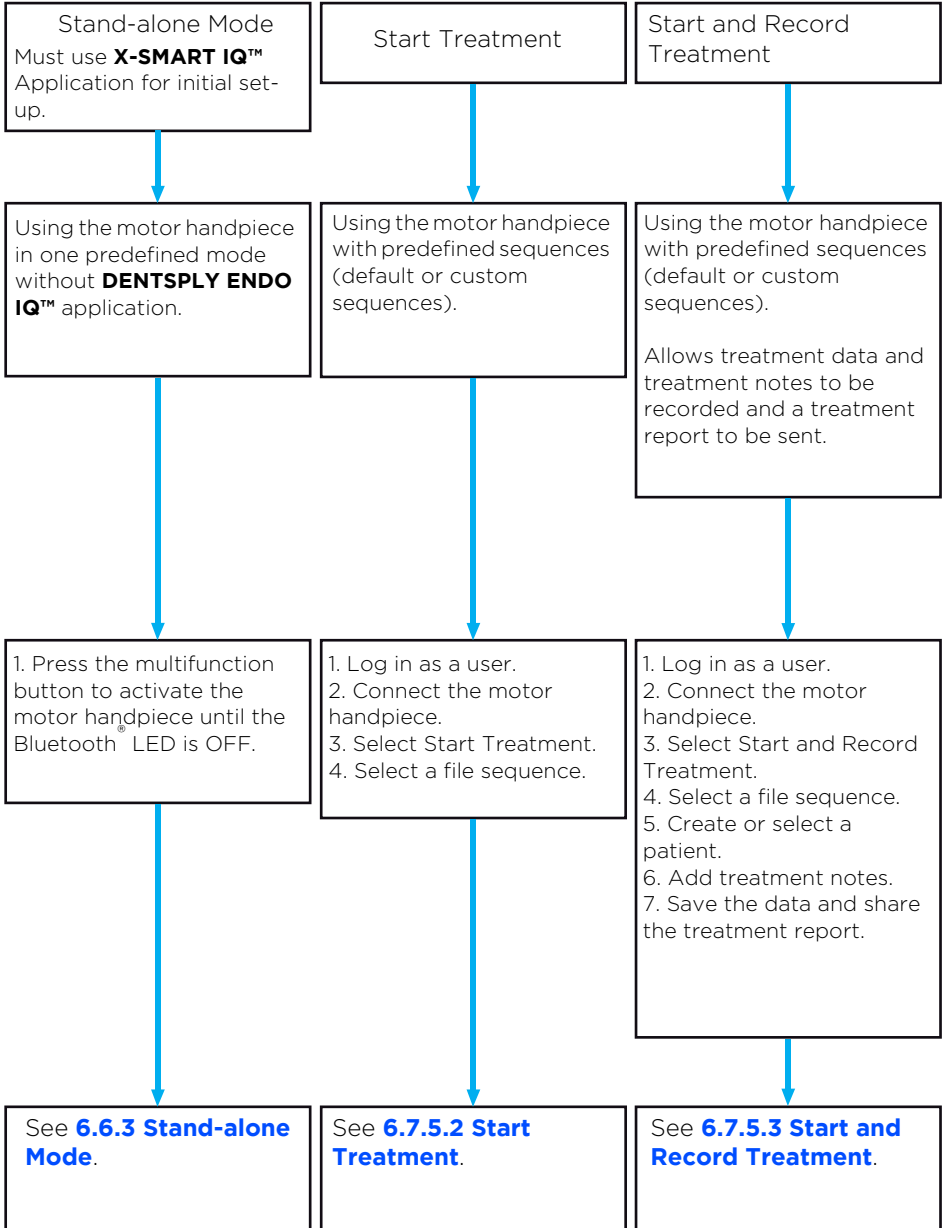 Stand-alone Mode
Must use X-SMART IQ™
Application for initial set-
up.
Start Treatment
Start and Record
Treatment
Using the motor handpiece
in one predefined mode
without DENTSPLY ENDO
IQ™ application.
Using the motor handpiece
with predefined sequences
(default or custom
sequences).
Using the motor handpiece
with predefined sequences
(default or custom
sequences).
Allows treatment data and
treatment notes to be
recorded and a treatment
report to be sent.
1. Press the multifunction
button to activate the
motor handpiece until the
Bluetooth® LED is OFF.
1. Log in as a user.
2. Connect the motor
handpiece.
3. Select Start Treatment.
4. Select a file sequence.
1. Log in as a user.
2. Connect the motor
handpiece.
3. Select Start and Record
Treatment.
4. Select a file sequence.
5. Create or select a
patient.
6. Add treatment notes.
7. Save the data and share
the treatment report.
See 6.6.3 Stand-alone
Mode.
See 6.7.5.2 Start
Treatment.
See 6.7.5.3 Start and
Record Treatment.